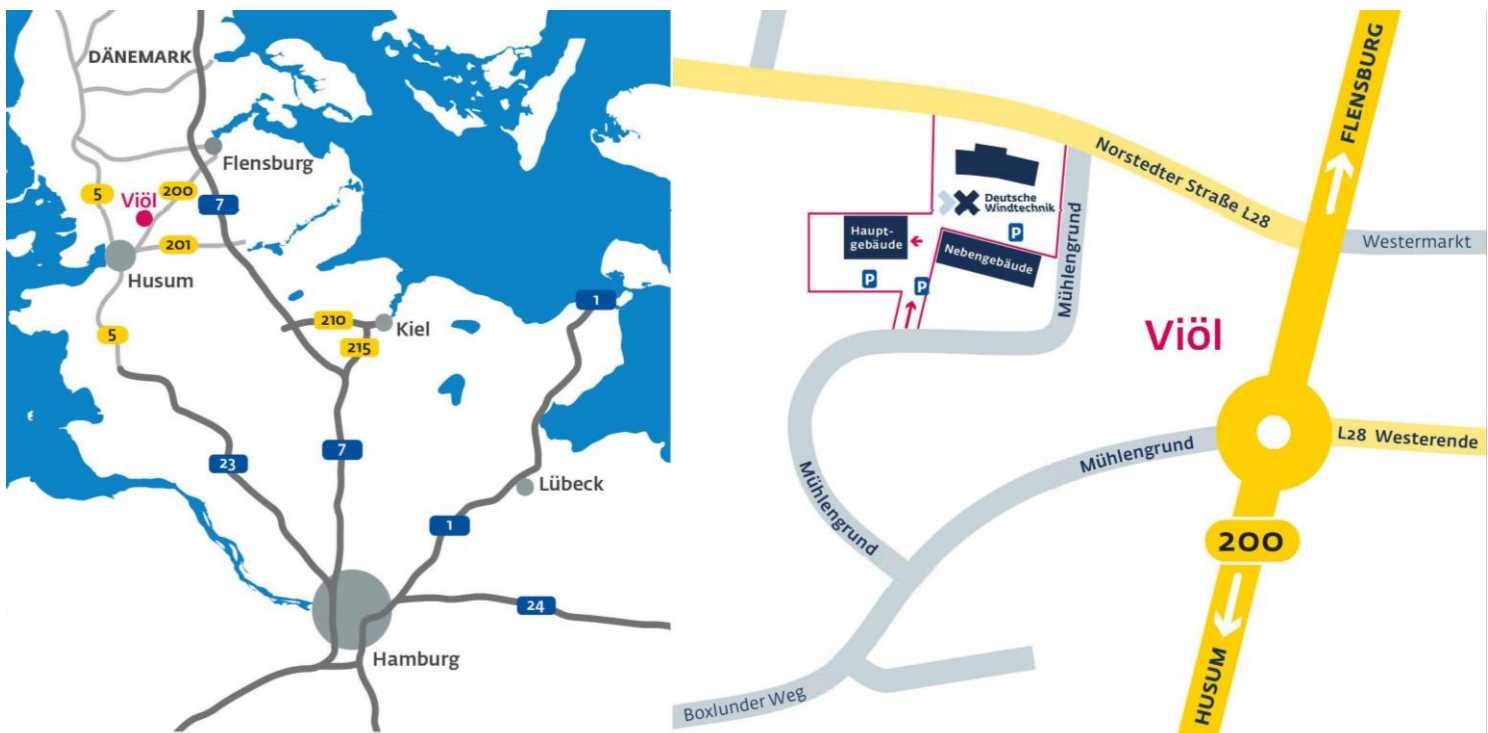 DÄNEMARK
Flensburg
5
Viöl
200
7
201
Husum
1
5
210
Kiel
215
7
23
Lübeck
1
24
Hamburg
FLENSBURG
Norstedter Straße L28
Deutsche
Windtechnik
P
Haupt-
gebäude
Westermarkt
Nebengebäude
P
P
Mühlengrund
Viöl
L28 Westerende
Mühlengrund
Mühlengrund
200
HUSUM
Boxlunder Weg